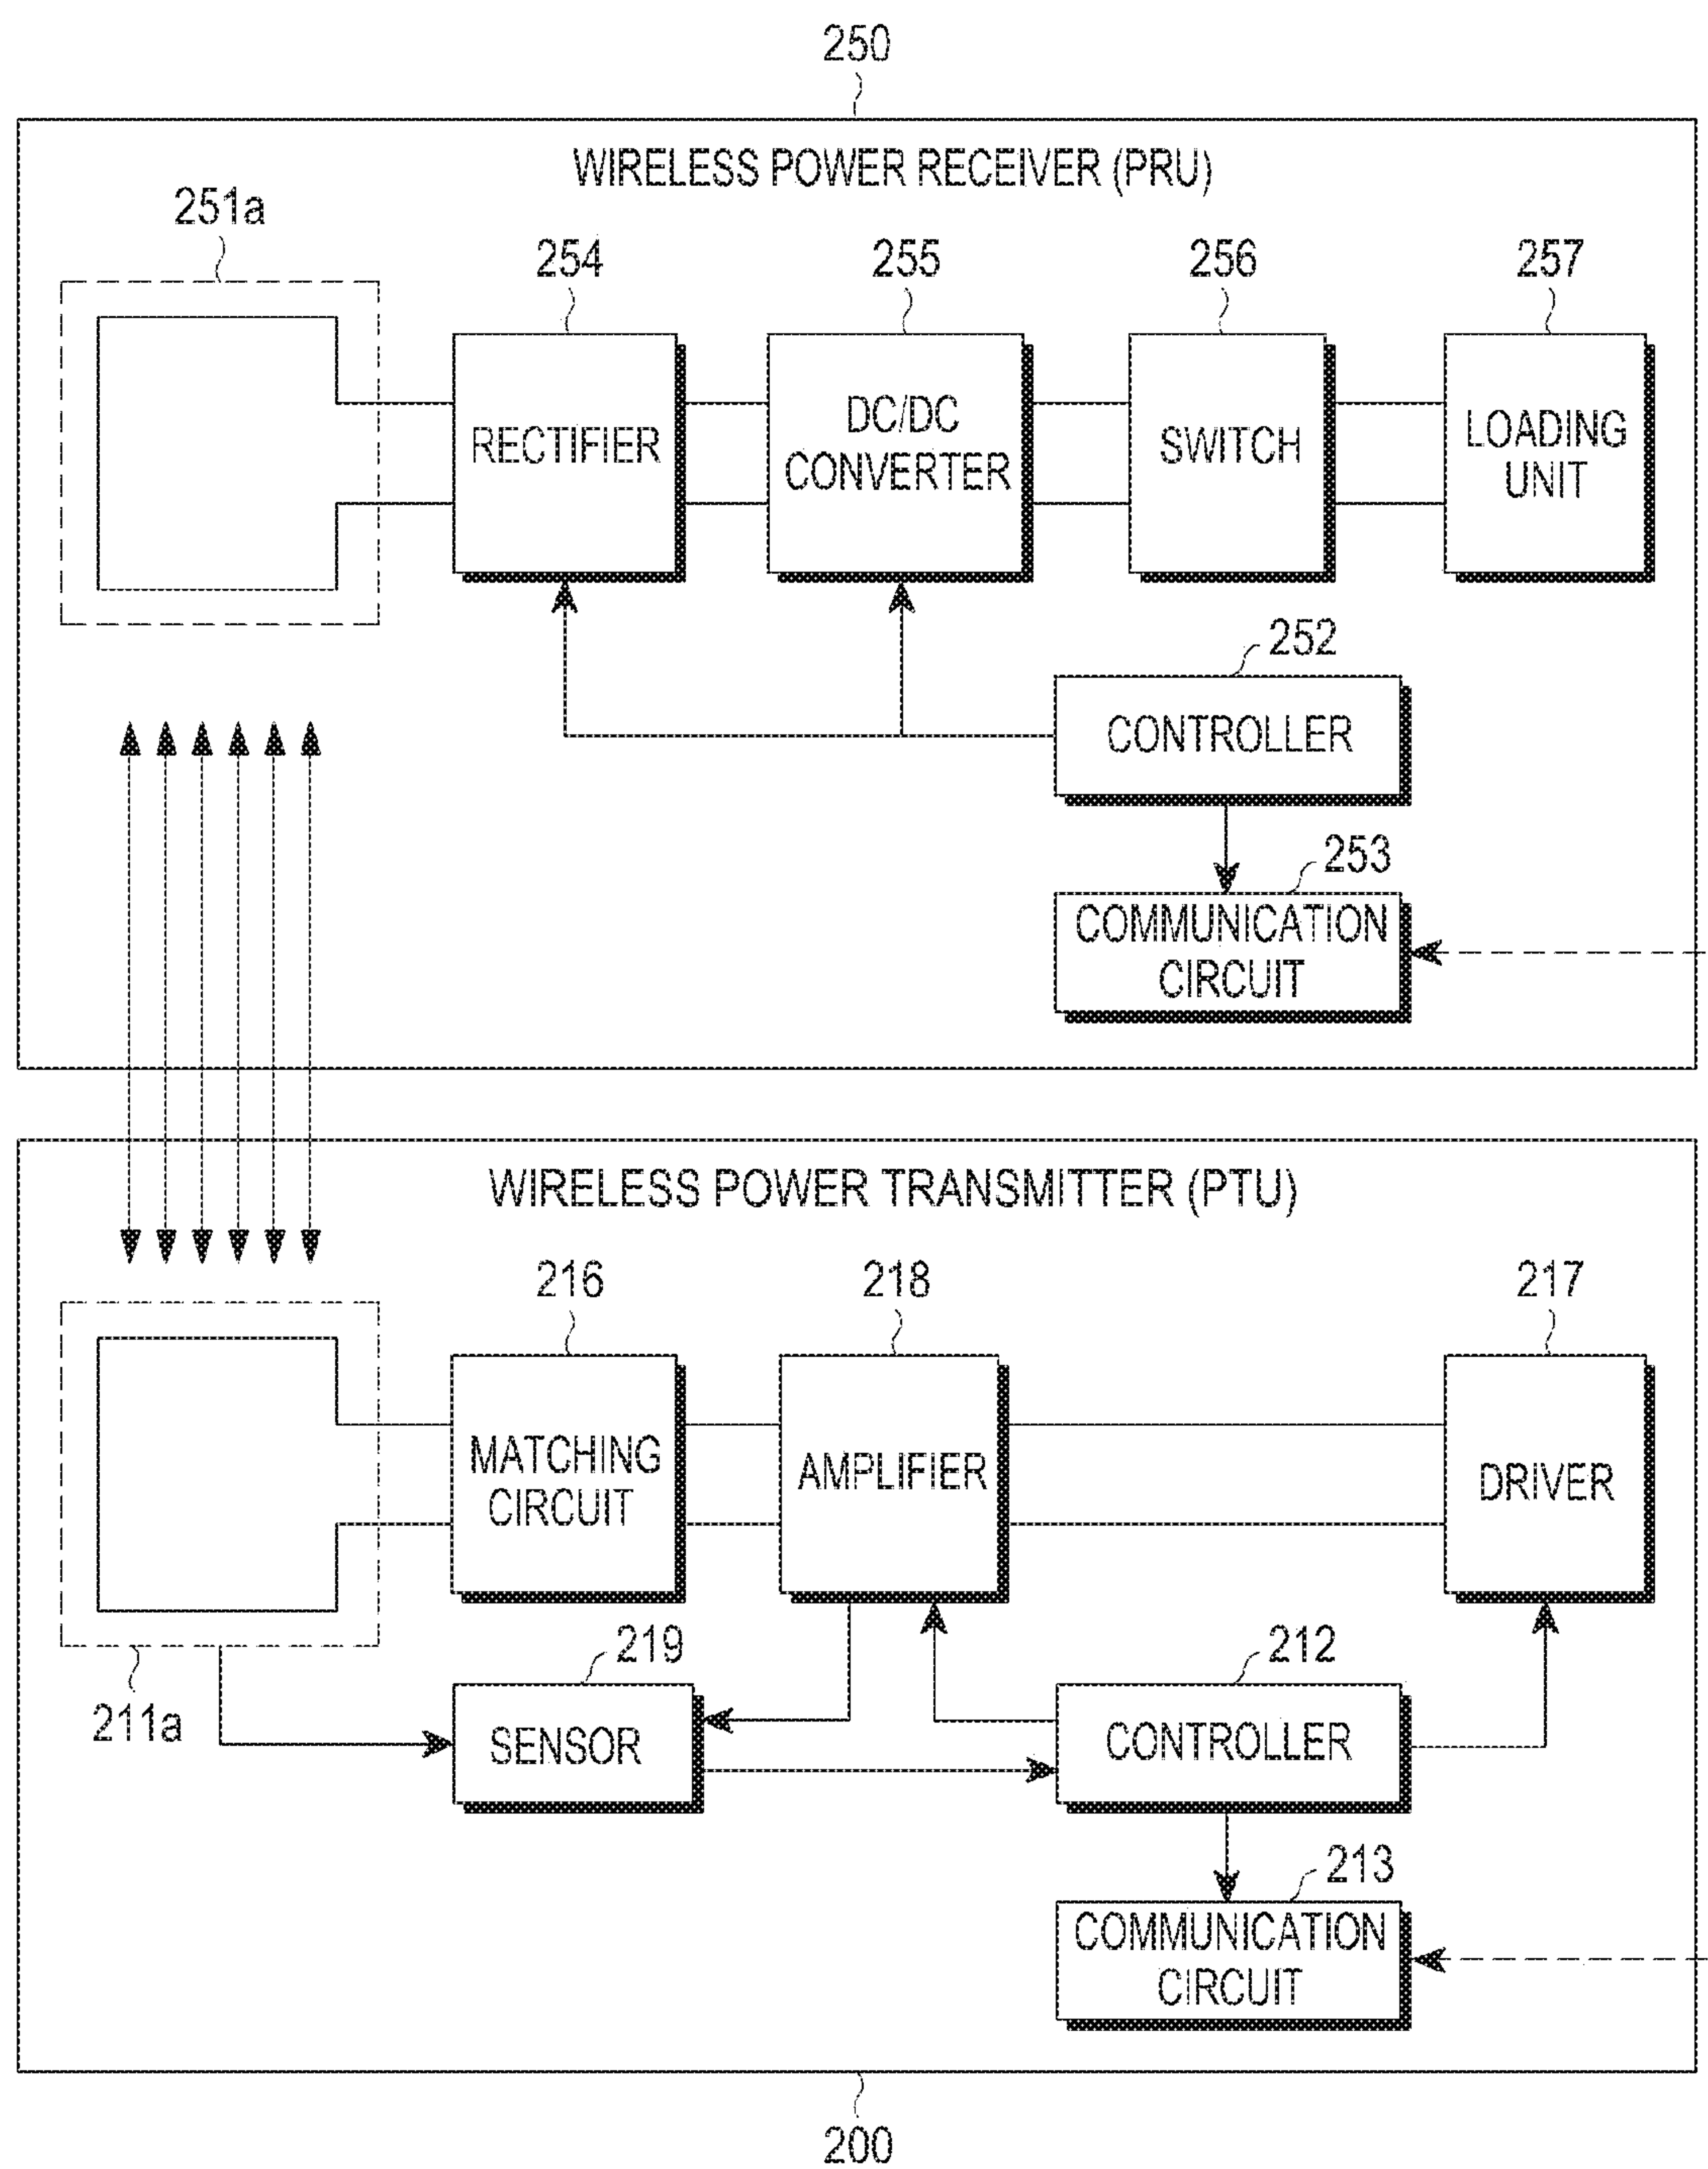 250
WIRELESS POWER RECEIVER (PRU)
251a
254
255
256
257
RECTIFIER
DC/DC
CONVERTER
SWITCH
LOADING
UNIT
252
CONTROLLER
253
COMMUNICATION
CIRCUIT
WIRELESS POWER TRANSMITTER (PTU)
216
218
217
MATCHING
CIRCUIT
AMPLIFIER
DRIVER
211a
219
SENSOR
212
CONTROLLER
213
COMMUNICATION
CIRCUIT
200